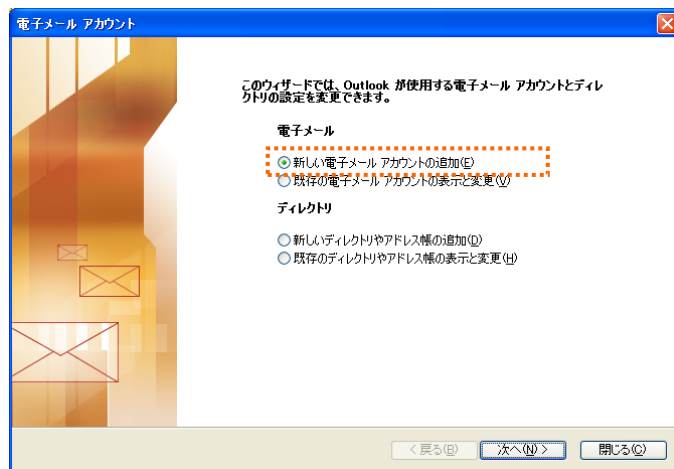 電子メール アカウント
このウィザードでは、Outlook が使用する電子メール アカウントとディレ
クトリの設定を変更できます。
電子メール
新しい電子メール アカウントの追加(E)
既存の電子メール アカウントの表示と変更(V)
ディレクトリ
新しいディレクトリやアドレス帳の追加(D)
既存のディレクトリやアドレス帳の表示と変更(H)
< 戻る(B)
次へ(N) >
閉じる(C)